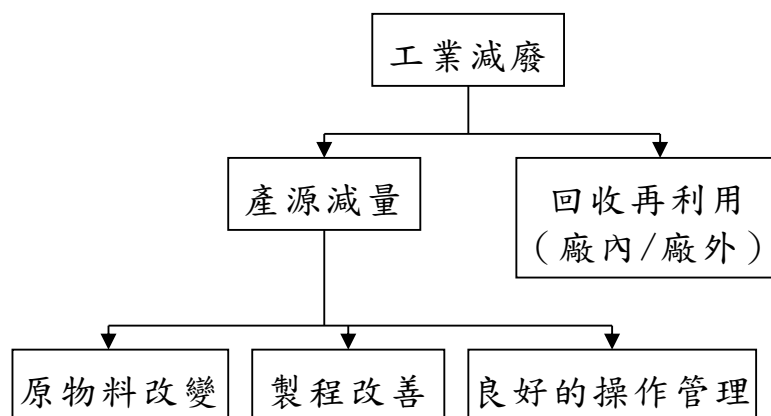 工業減廢
產源減量
回收再利用
(廠內/廠外)
原物料改變
製程改善
良好的操作管理